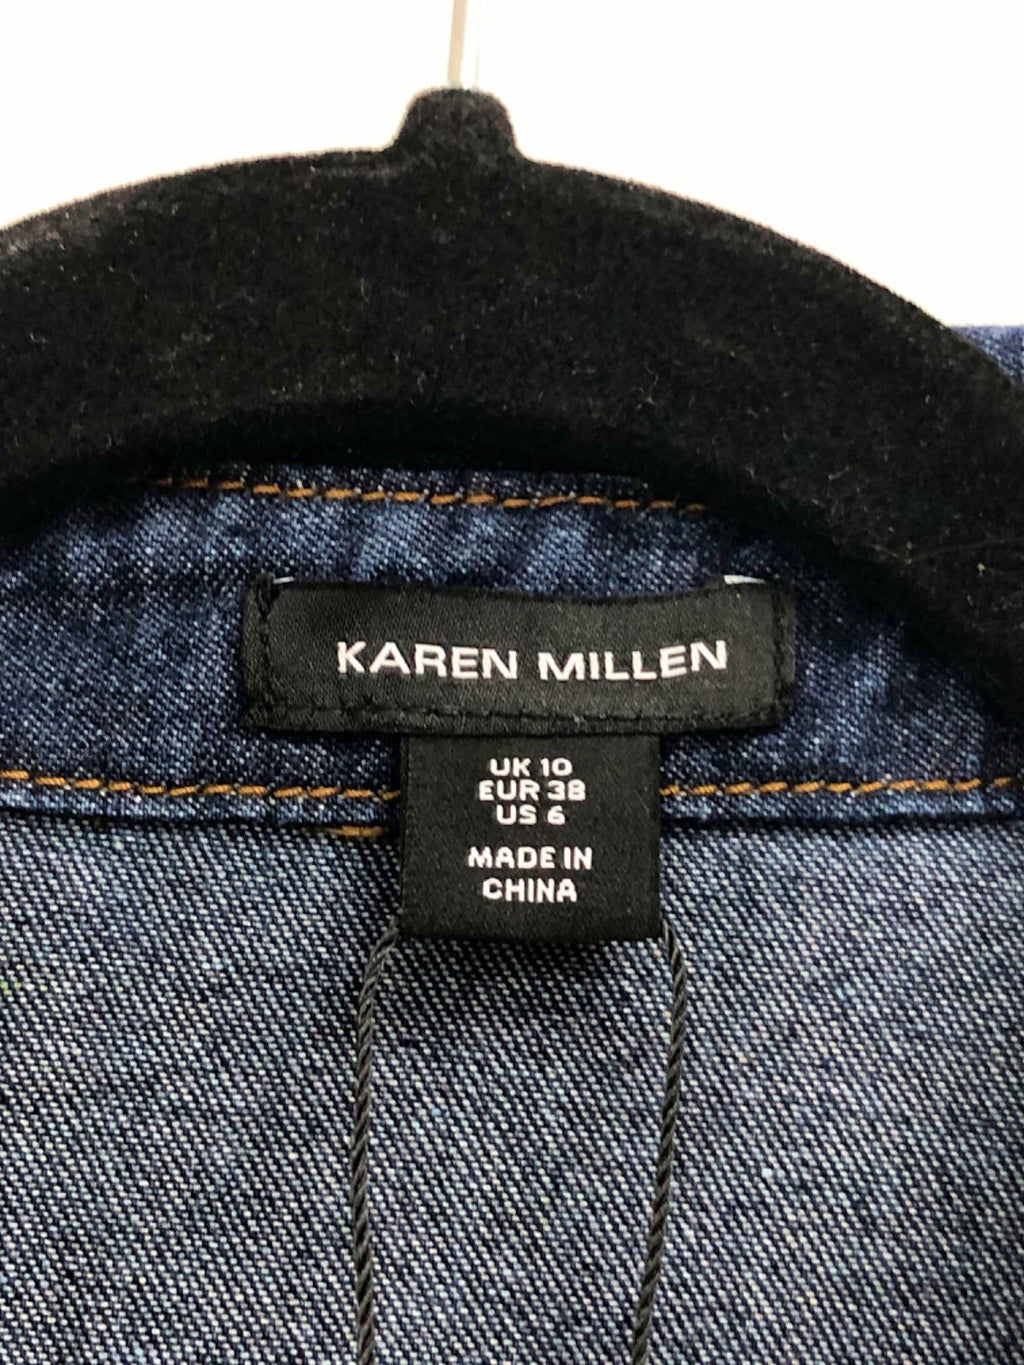 KAREN MILLEN
UK 10
EUR 38
US 6
MADE IN
CHINA